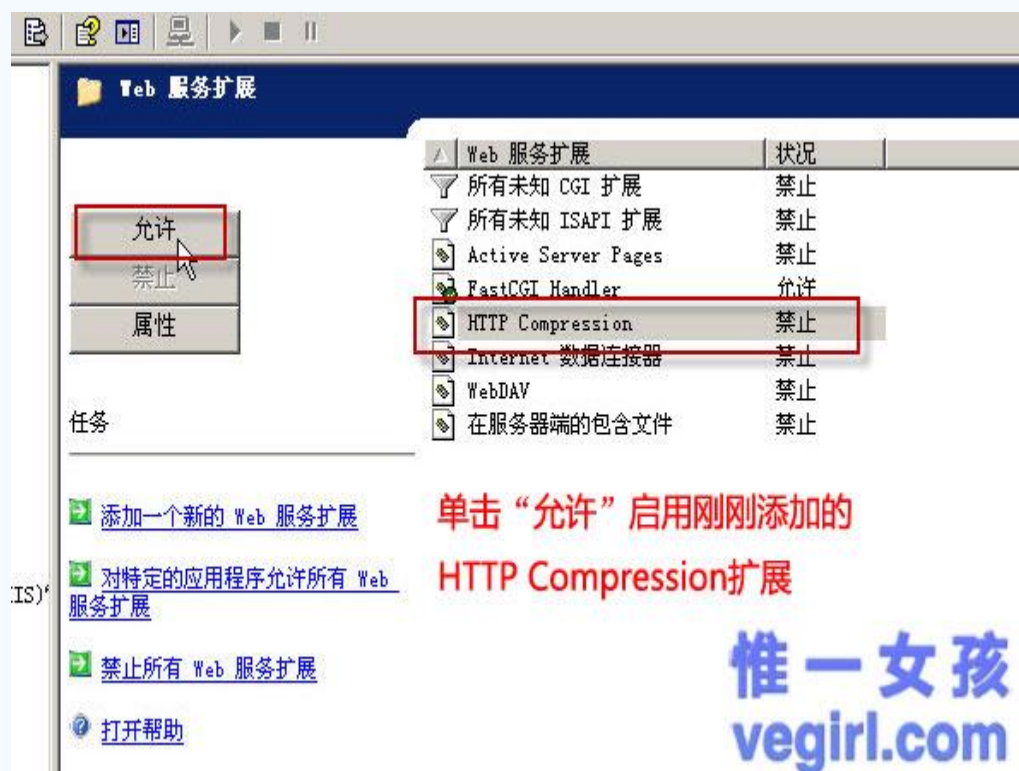 Web 服务扩展
允许
禁止
属性
任务
添加一个新的 Web 服务扩展
对特定的应用程序允许所有 Web
服务扩展
禁止所有 Web 服务扩展
打开帮助
IIS)"
Web 服务扩展 状况
所有未知 CGI 扩展 禁止
所有未知 ISAPI 扩展 禁止
Active Server Pages 禁止
FastCGI Handler 允许
HTTP Compression 禁止
Internet 数据连接器 禁止
WebDAV 禁止
在服务器端的包含文件 禁止
单击“允许”启用刚刚添加的
HTTP Compression扩展
惟一女孩
vegirl.com